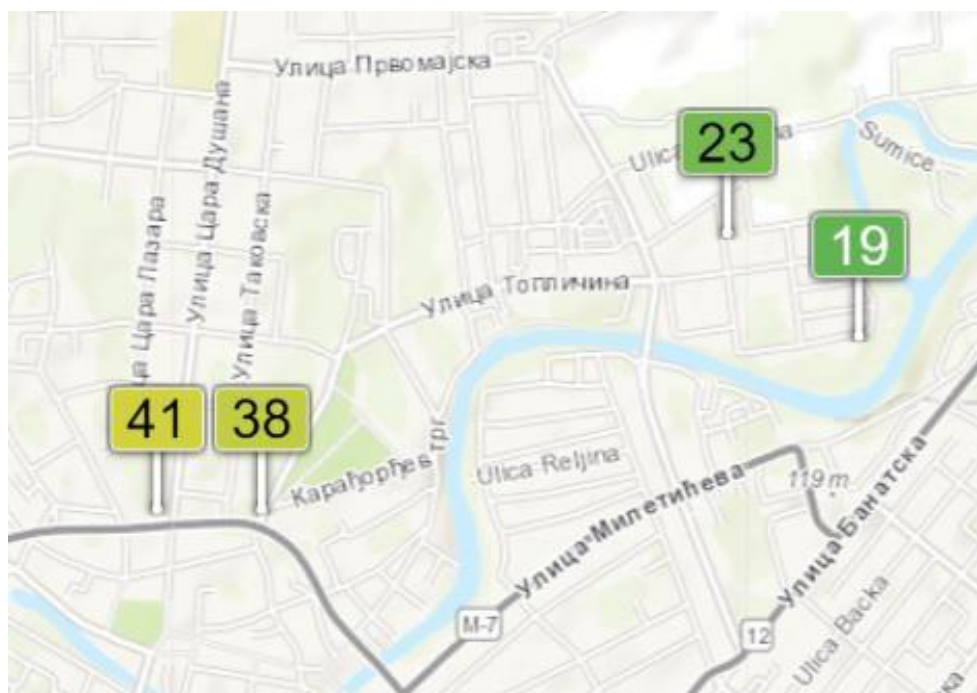 Улица Првомајска
Улица Цара Душана
23
Ulica
Sumice
Цара Лазара
Улица Таковска
19
Улица Топличина
41
38
Карађорђев трг
Ulica Reljina
Улица Милетићева
119 m
Улица Банатска
M-7
12
Ulica Backa